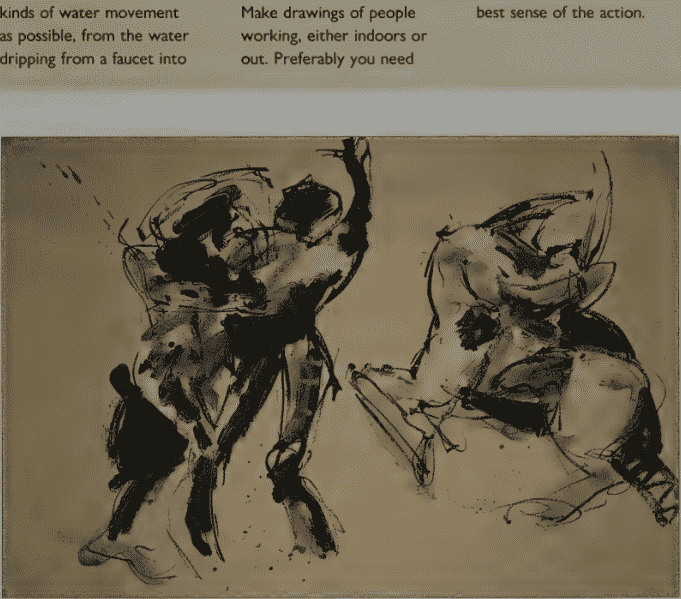 kinds of water movement
as possible, from the water
dripping from a faucet into
Make drawings of people
working, either indoors or
out. Preferably you need
best sense of the action.